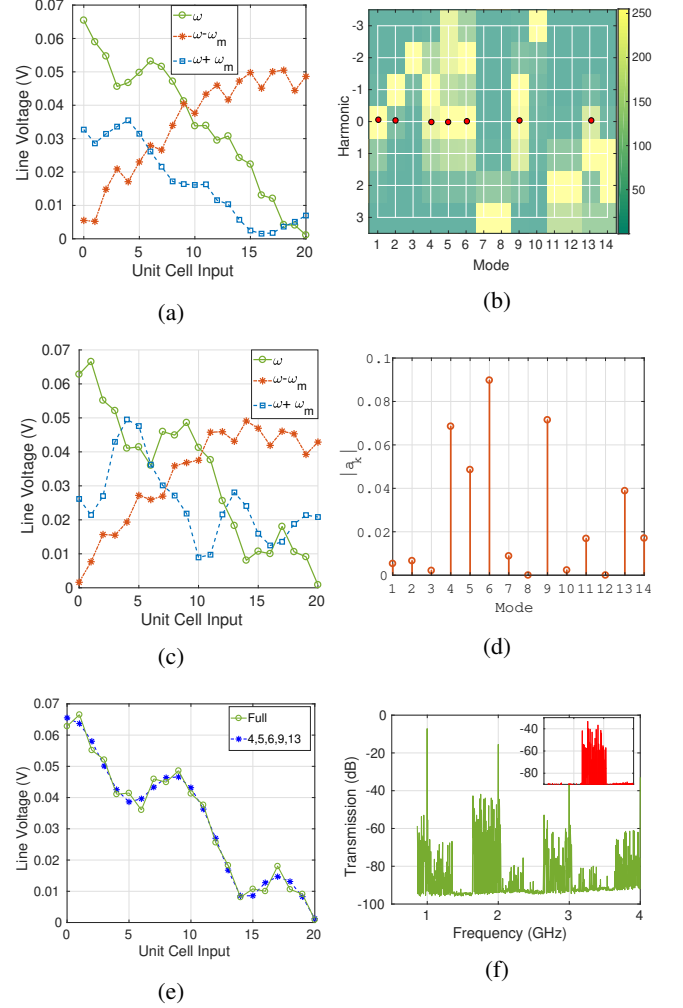 0.07
0.06
0.05
0.04
0.03
0.02
0.01
0
Line Voltage (V)
0 5 10 15 20
Unit Cell Input
ω
ω-ωm
ω+ ωm
(a)
-3
-2
-1
0
1
2
3
Harmonic
1 2 3 4 5 6 7 8 9 10 11 12 13 14
Mode
250
200
150
100
50
(b)
0.07
0.06
0.05
0.04
0.03
0.02
0.01
0
Line Voltage (V)
0 5 10 15 20
Unit Cell Input
ω
ω-ωm
ω+ ωm
(c)
0.1
0.08
0.06
0.04
0.02
0
|ak|
1 2 3 4 5 6 7 8 9 10 11 12 13 14
Mode
(d)
0.07
0.06
0.05
0.04
0.03
0.02
0.01
0
Line Voltage (V)
0 5 10 15 20
Unit Cell Input
Full
4,5,6,9,13
(e)
0
-20
-40
-60
-80
-100
Transmission (dB)
1 2 3 4
Frequency (GHz)
-40
-60
-80
(f)